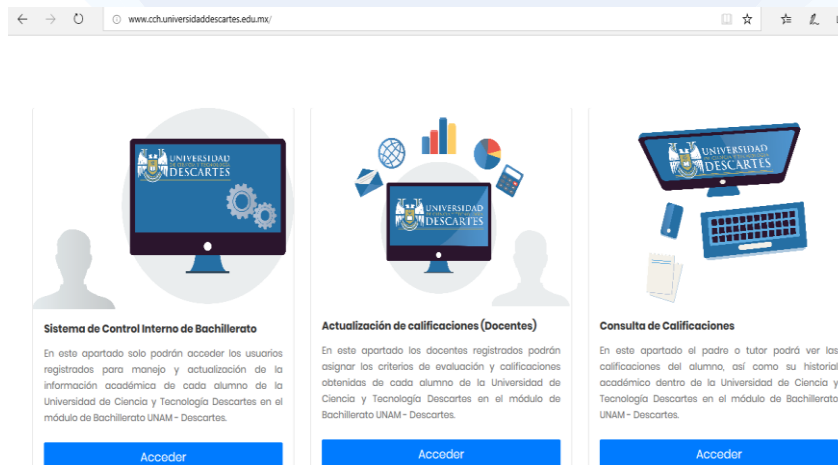 www.cch.universidaddescartes.edu.mx/
UNIVERSIDAD
DESCARTES
Sistema de Control Interno de Bachillerato
En este apartado solo podrán acceder los usuarios
registrados para manejo y actualización de la
información académica de cada alumno de la
Universidad de Ciencia y Tecnología Descartes en el
módulo de Bachillerato UNAM - Descartes.
Acceder
UNIVERSIDAD
DESCARTES
Actualización de calificaciones (Docentes)
En este apartado los docentes registrados podrán
asignar los criterios de evaluación y calificaciones
obtenidas de cada alumno de la Universidad de
Ciencia y Tecnología Descartes en el módulo de
Bachillerato UNAM - Descartes.
Acceder
UNIVERSIDAD
DESCARTES
Consulta de Calificaciones
En este apartado el padre o tutor podrá ver las
calificaciones del alumno, así como su historial
académico dentro de la Universidad de Ciencia y
Tecnología Descartes en el módulo de Bachillerato
UNAM - Descartes.
Acceder